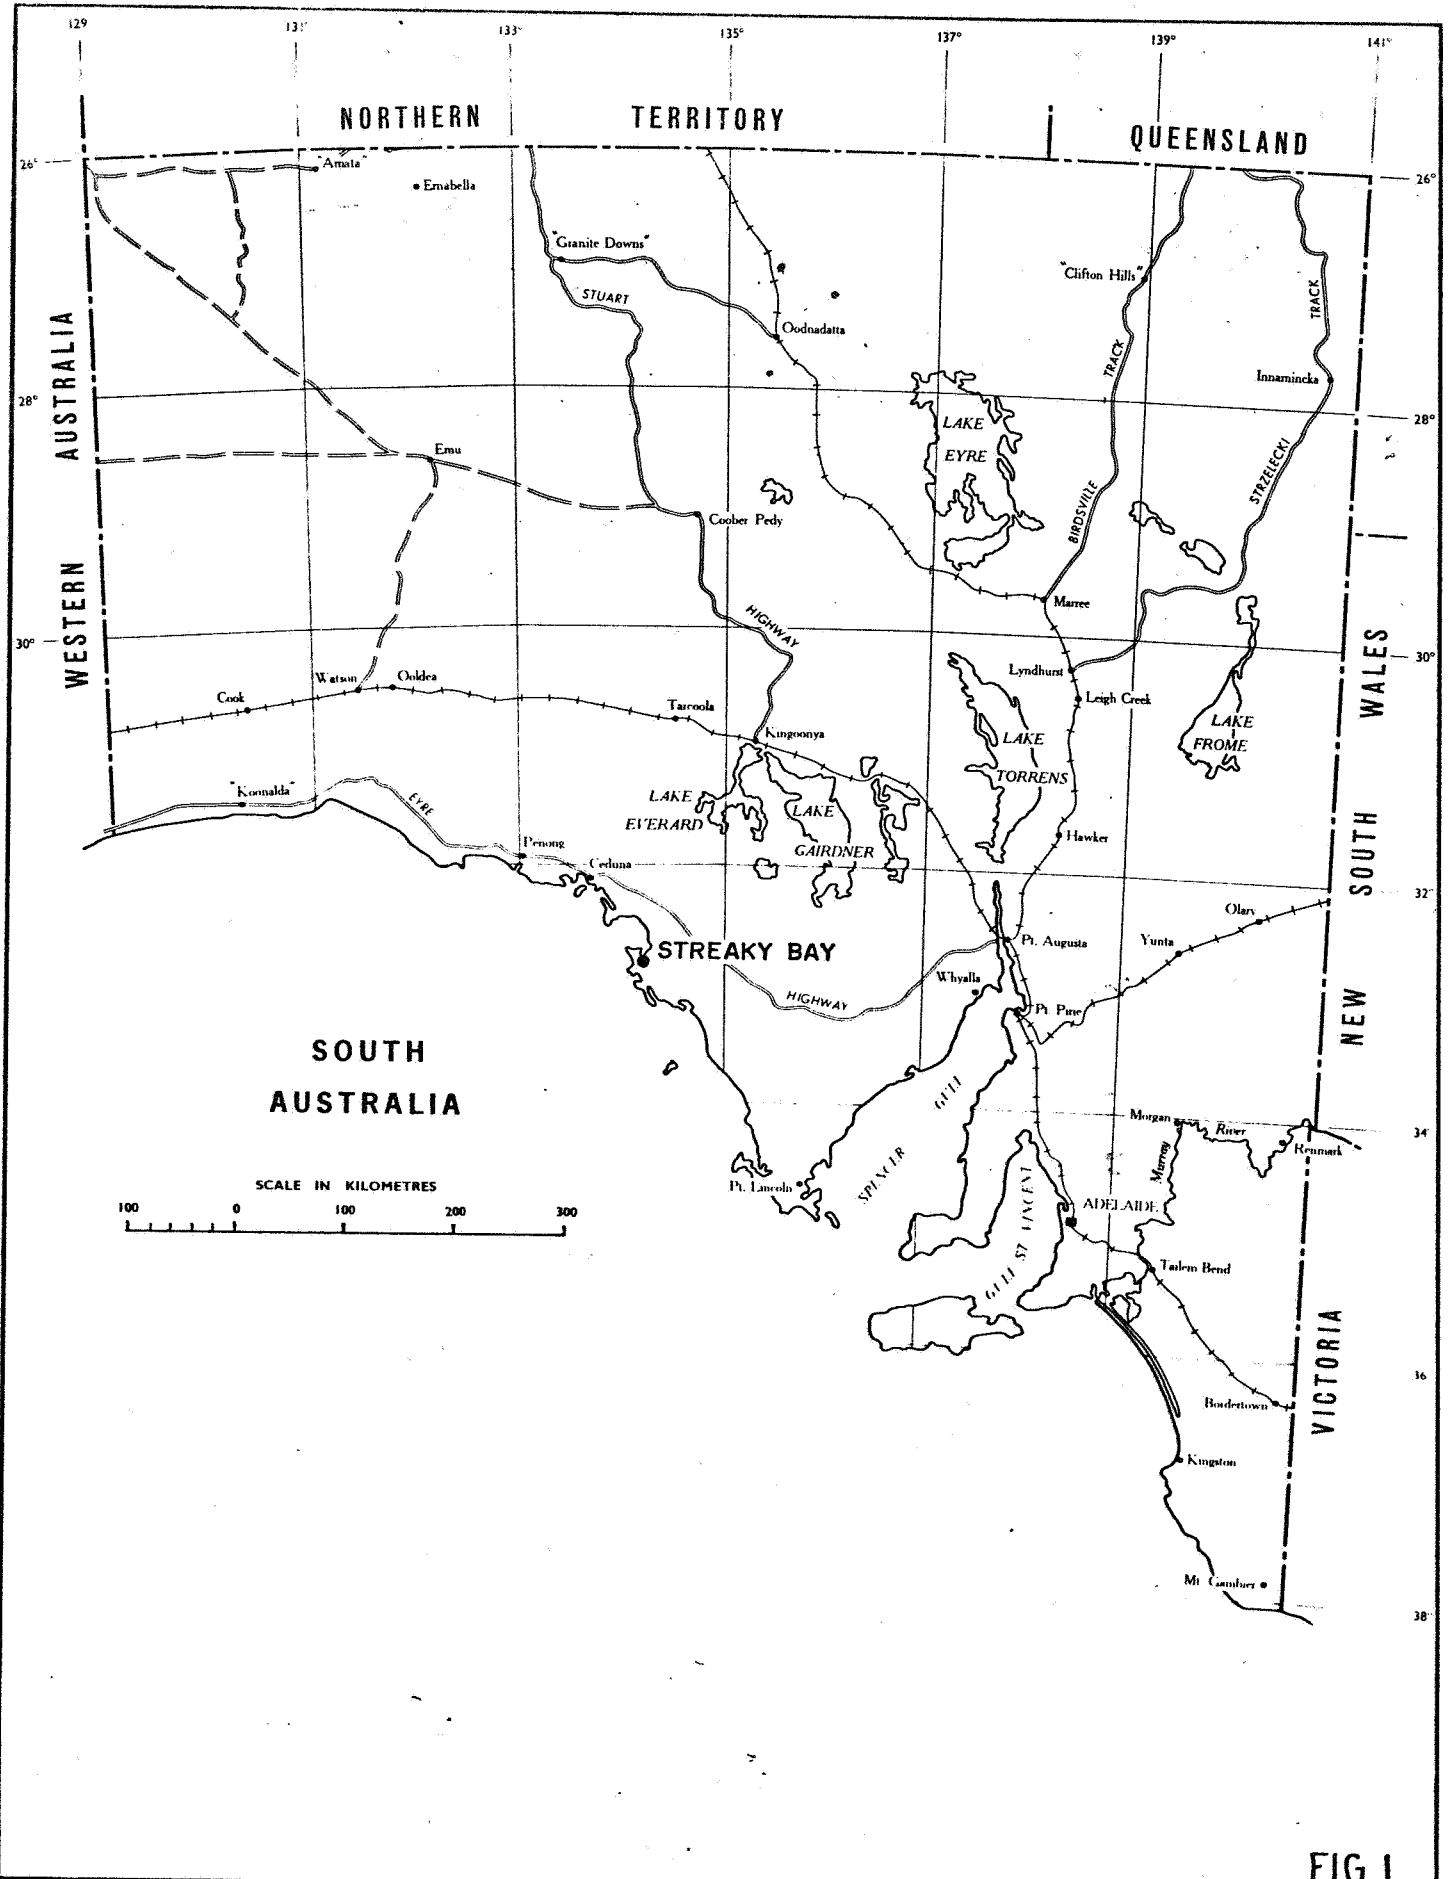 129 131° 133° 135° 137° 139° 141°
NORTHERN TERRITORY QUEENSLAND
26° 26°
"Amata"
Ernabella
"Granite Downs"
"Clifton Hills"
STUART
TRACK
Oodnadatta
TRACK
Innamincka
28° 28°
LAKE
EYRE
WESTERN AUSTRALIA
Emu
STRZELECKI
BIRDSVILLE
Coober Pedy
Marree
HIGHWAY
30° 30°
Lyndhurst
Watson Ooldea
Cook
Leigh Creek
Tarcoola
Kingoonya
LAKE
FROME
LAKE
TORRENS
"Koonalda"
EYRE
LAKE
EVERARD
LAKE
GAIRDNER
Hawker
Penong
Ceduna
32°
NEW SOUTH WALES
Olary
Yunta
Pt. Augusta
STREAKY BAY
Whyalla
HIGHWAY
Pt. Pirie
SOUTH
AUSTRALIA
SPENCER GULF
Morgan
River
Murray
Renmark
34°
SCALE IN KILOMETRES
100 0 100 200 300
Pt. Lincoln
GULF ST VINCENT
ADELAIDE
Tailem Bend
VICTORIA
36
Bordertown
Kingston
Mt Gambier
38
FIG 1